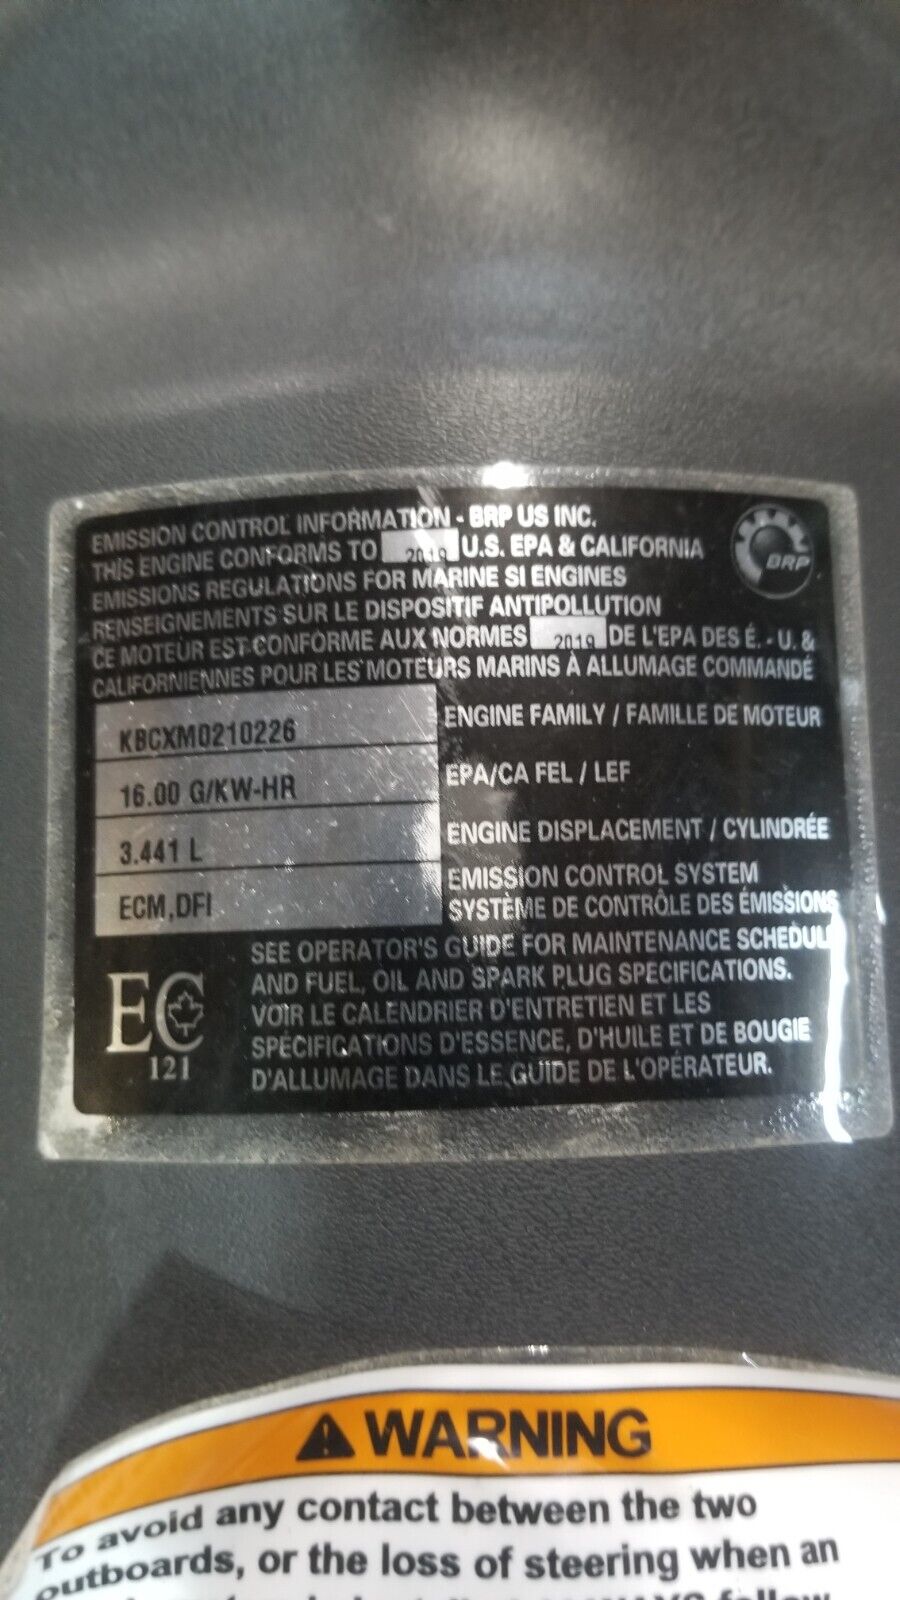 EMISSION CONTROL INFORMATION - BRP US INC.
THIS ENGINE CONFORMS TO 2019 U.S. EPA & CALIFORNIA
EMISSIONS REGULATIONS FOR MARINE SI ENGINES
RENSEIGNEMENTS SUR LE DISPOSITIF ANTIPOLLUTION
CE MOTEUR EST CONFORME AUX NORMES 2019 DE L'EPA DES É. - U. &
CALIFORNIENNES POUR LES MOTEURS MARINS À ALLUMAGE COMMANDÉ
BRP
KBCXM0210226 ENGINE FAMILY / FAMILLE DE MOTEUR
16.00 G/KW-HR EPA/CA FEL / LEF
3.441 L ENGINE DISPLACEMENT / CYLINDRÉE
ECM,DFI EMISSION CONTROL SYSTEM
SYSTÈME DE CONTRÔLE DES ÉMISSIONS
SEE OPERATOR'S GUIDE FOR MAINTENANCE SCHEDULE
AND FUEL, OIL AND SPARK PLUG SPECIFICATIONS.
VOIR LE CALENDRIER D'ENTRETIEN ET LES
SPÉCIFICATIONS D'ESSENCE, D'HUILE ET DE BOUGIE
D'ALLUMAGE DANS LE GUIDE DE L'OPÉRATEUR.
EC
121
WARNING
To avoid any contact between the two
outboards, or the loss of steering when an